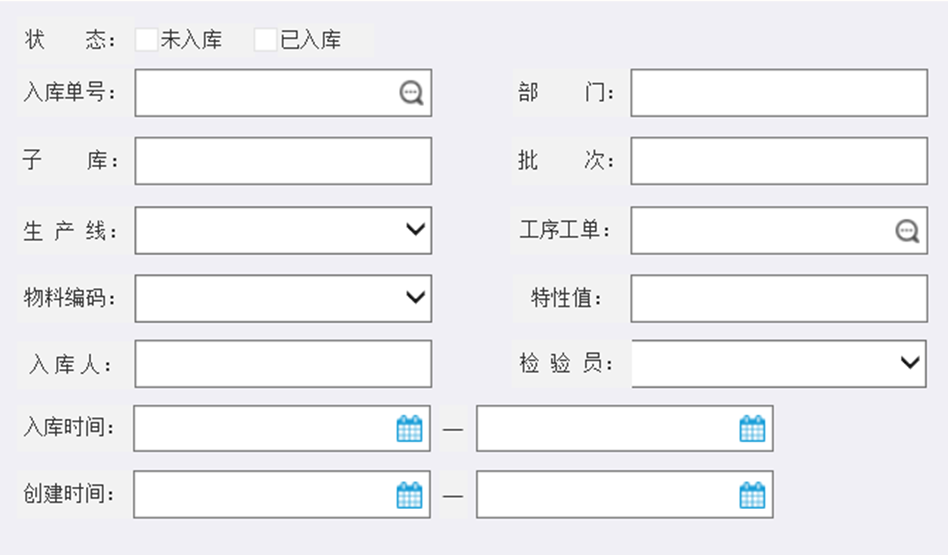 状 态： 未入库 已入库
入库单号： 部 门：
子 库： 批 次：
生 产 线： 工序工单：
物料编码： 特性值：
入 库 人： 检 验 员：
入库时间： —
创建时间： —